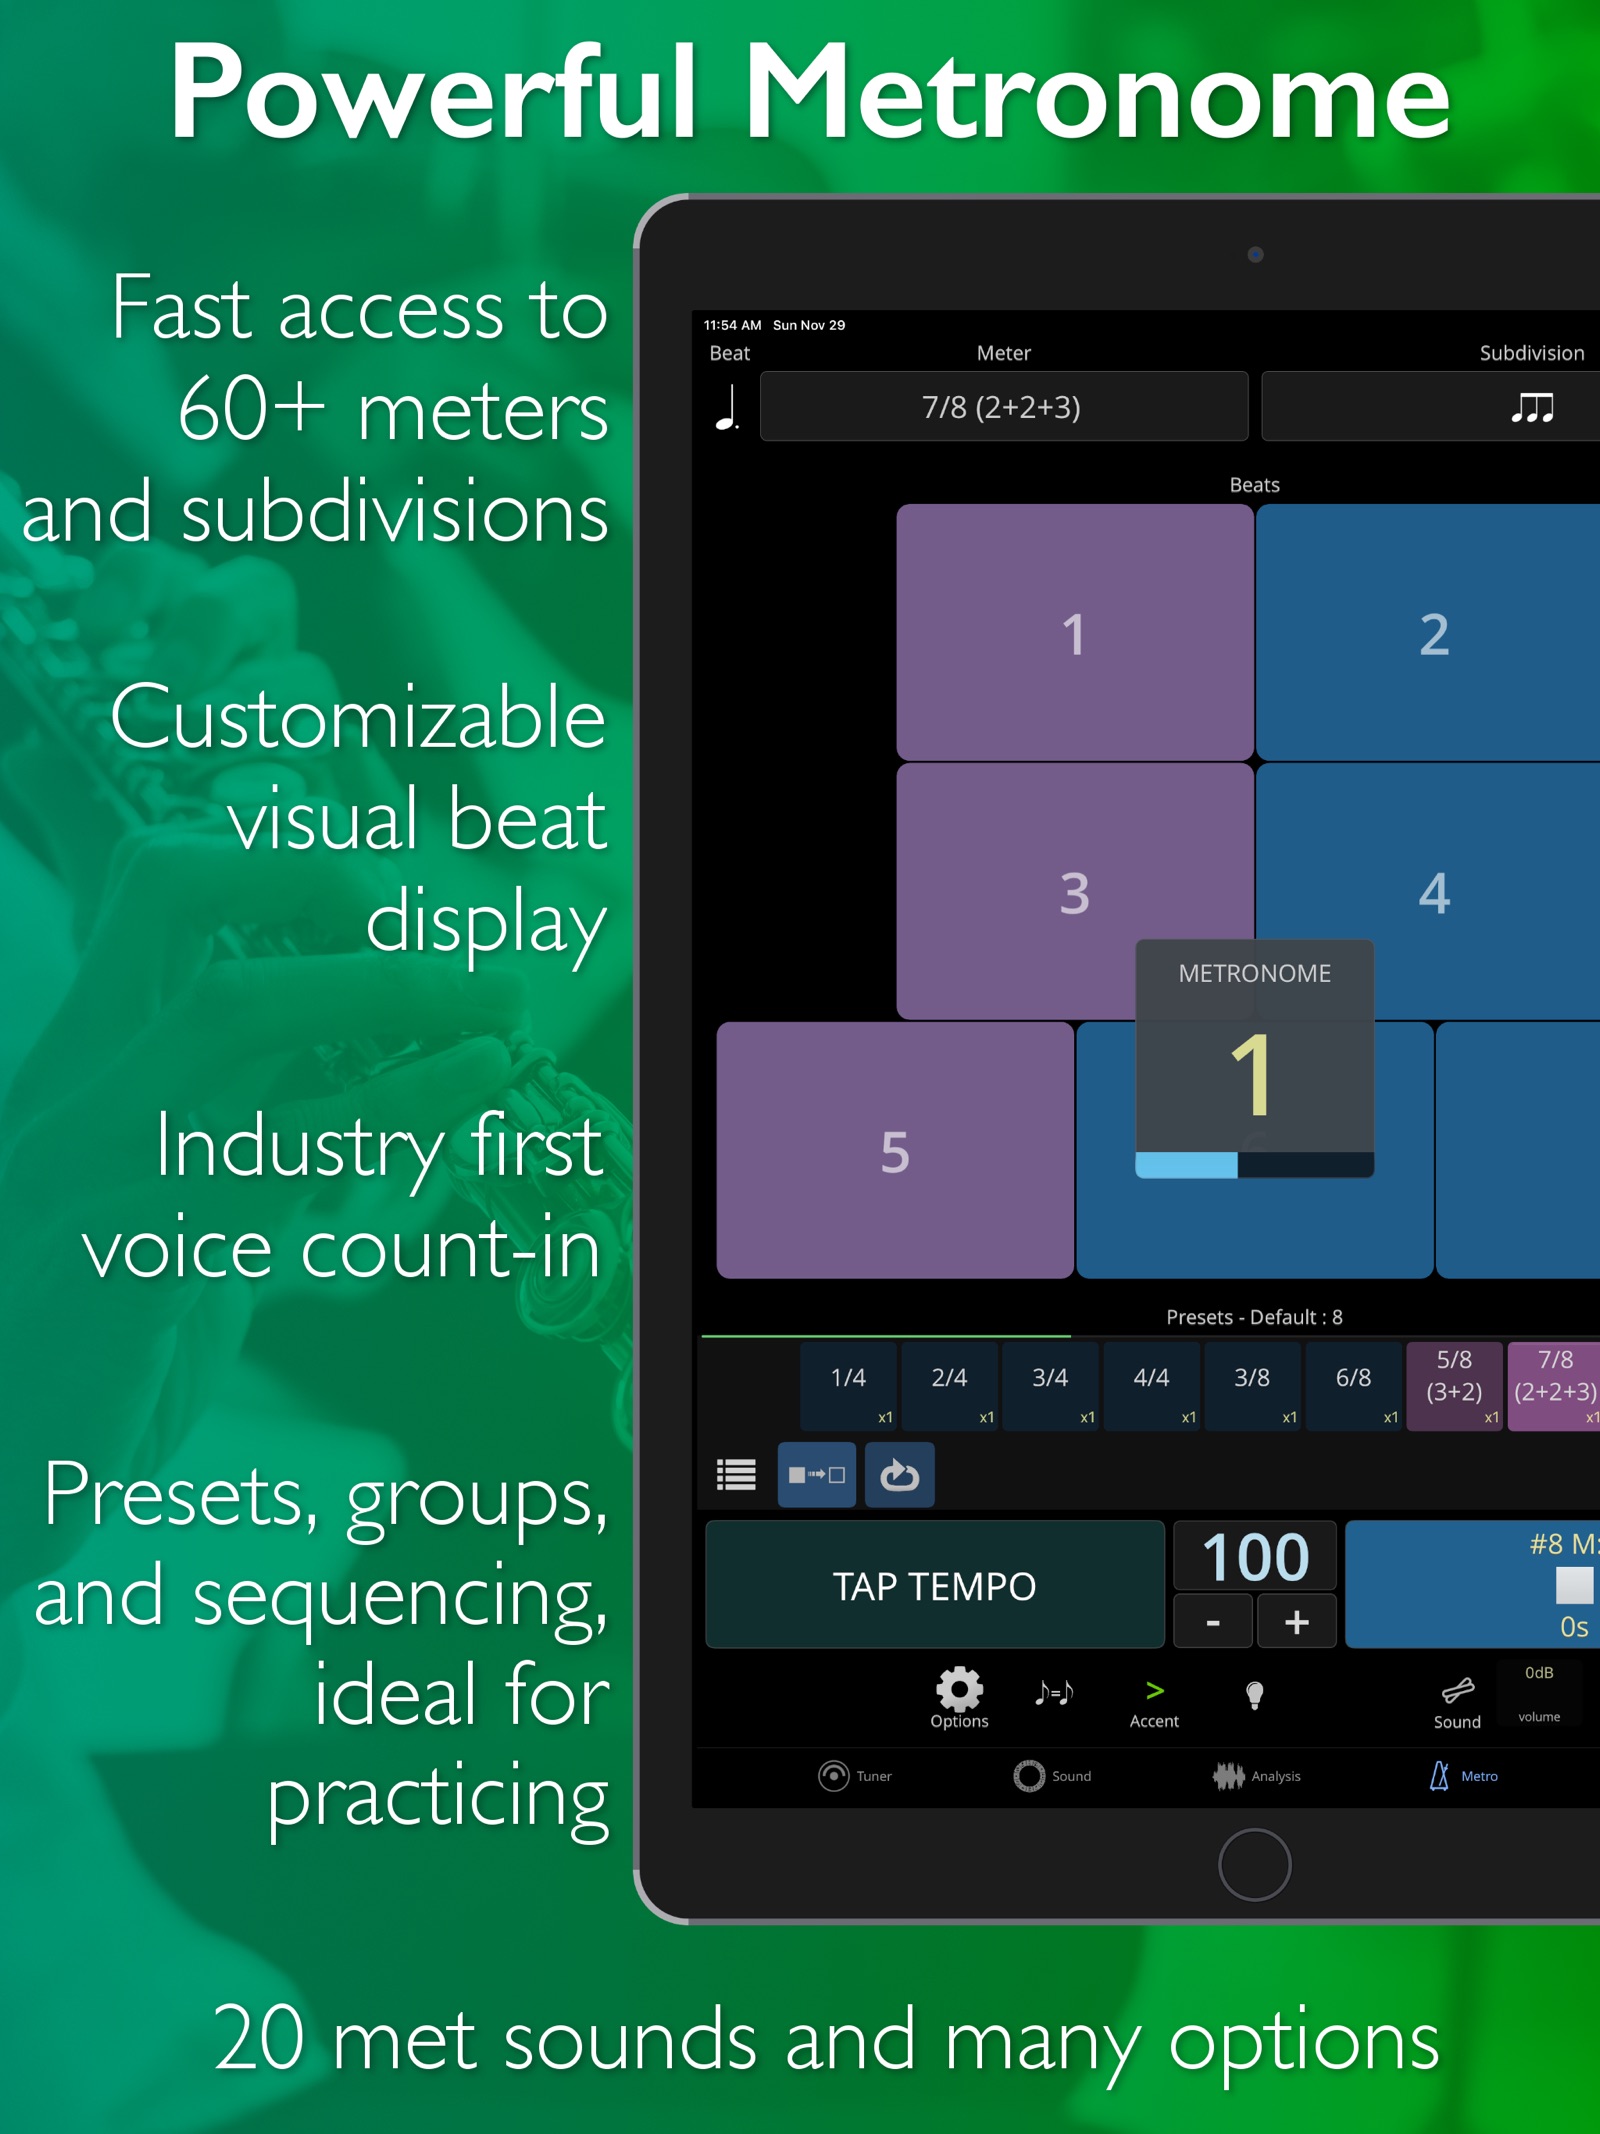 Powerful Metronome
Fast access to
60+ meters
and subdivisions
Customizable
visual beat
display
Industry first
voice count-in
Presets, groups,
and sequencing,
ideal for
practicing
11:54 AM Sun Nov 29
Beat Meter Subdivision
7/8 (2+2+3)
Beats
1 2
3 4
METRONOME
1
5 6
Presets - Default : 8
1/4 x1
2/4 x1
3/4 x1
4/4 x1
3/8 x1
6/8 x1
5/8
(3+2)
x1
7/8
(2+2+3)
x1
TAP TEMPO
100
- +
#8 M:
0s
Options
♪=♪
>
Accent
Sound
0dB
volume
Tuner Sound Analysis Metro
20 met sounds and many options